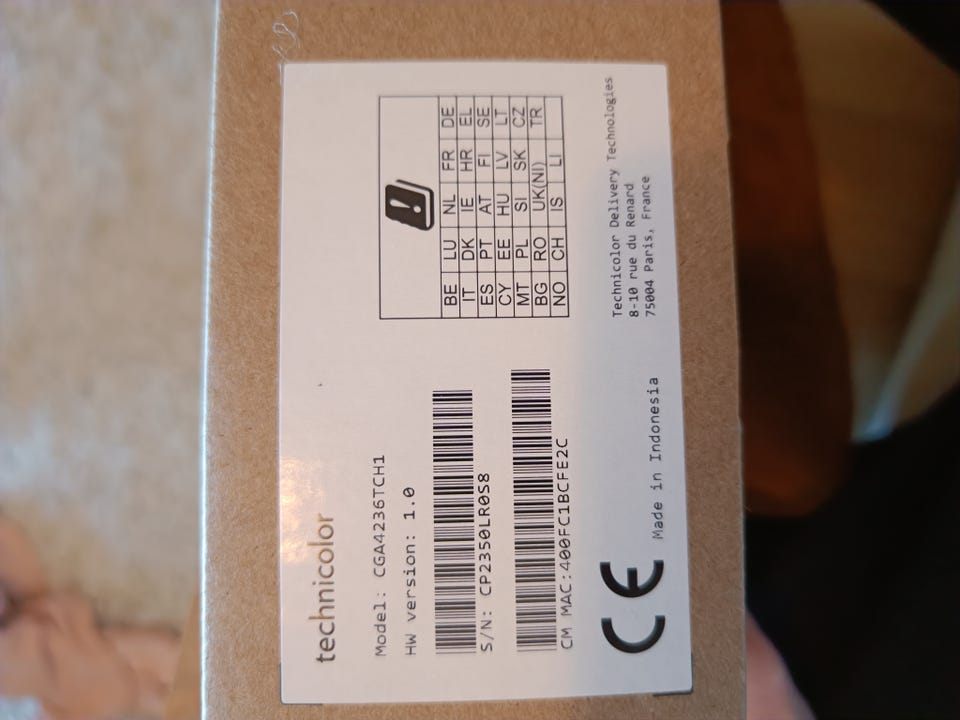 technicolor
Model: CGA4236TCH1
HW version: 1.0
S/N: CP2350LR0S8
CM MAC:400FC1BCFE2C
CE
Made in Indonesia
!
BE LU NL FR DE
IT DK IE HR EL
ES PT AT FI SE
CY EE HU LV LT
MT PL SI SK CZ
BG RO UK(NI) TR
NO CH IS LI
Technicolor Delivery Technologies
8-10 rue du Renard
75004 Paris, France